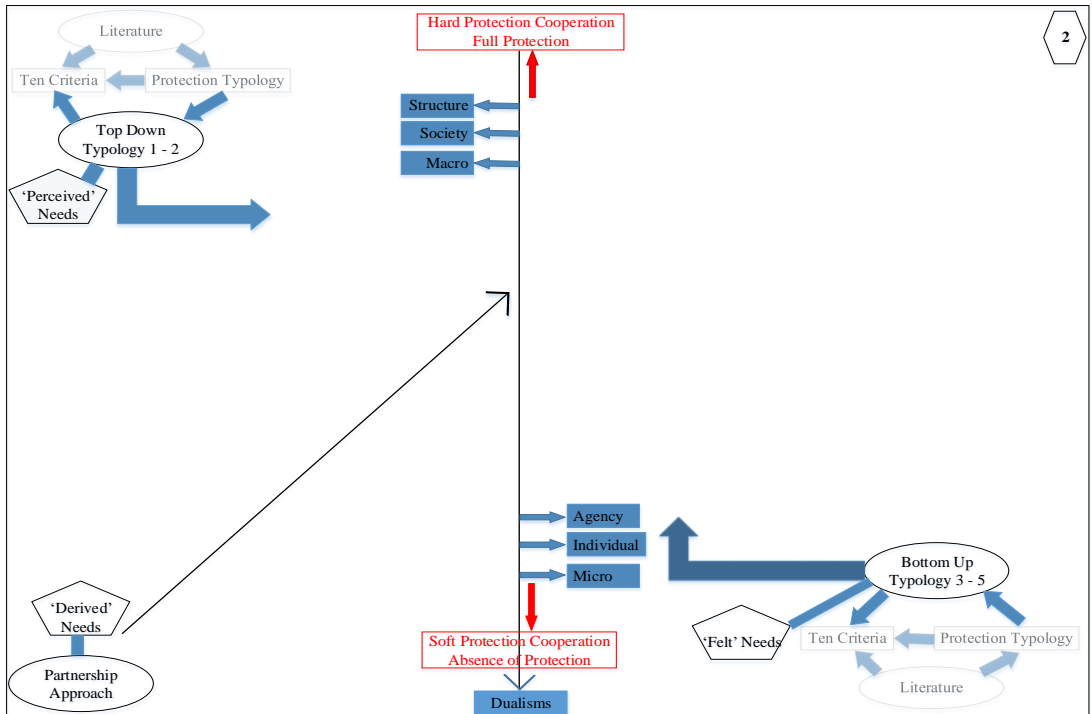 Hard Protection Cooperation
Full Protection
2
Literature
Ten Criteria
Protection Typology
Top Down
Typology 1 - 2
‘Perceived’
Needs
Structure
Society
Macro
Agency
Individual
Micro
Bottom Up
Typology 3 - 5
‘Felt’ Needs
Ten Criteria
Protection Typology
Literature
‘Derived’
Needs
Partnership
Approach
Soft Protection Cooperation
Absence of Protection
Dualisms